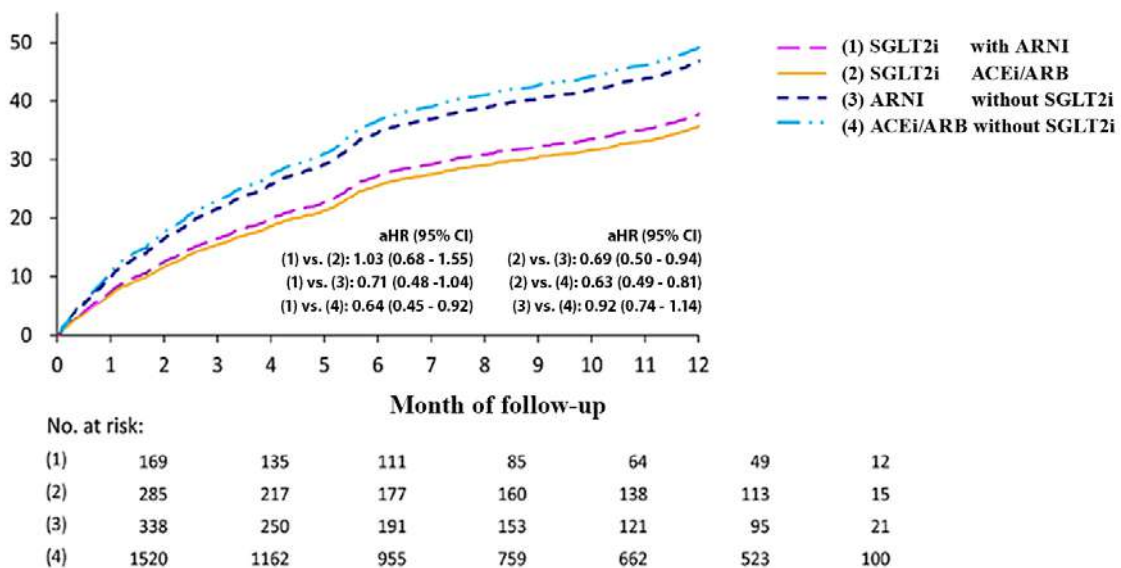 50
40
30
20
10
0
(1) SGLT2i with ARNI
(2) SGLT2i ACEi/ARB
(3) ARNI without SGLT2i
(4) ACEi/ARB without SGLT2i
aHR (95% CI)
(1) vs. (2): 1.03 (0.68 - 1.55)
(1) vs. (3): 0.71 (0.48 -1.04)
(1) vs. (4): 0.64 (0.45 - 0.92)
aHR (95% CI)
(2) vs. (3): 0.69 (0.50 - 0.94)
(2) vs. (4): 0.63 (0.49 - 0.81)
(3) vs. (4): 0.92 (0.74 - 1.14)
0 1 2 3 4 5 6 7 8 9 10 11 12
Month of follow-up
No. at risk:
(1) 169 135 111 85 64 49 12
(2) 285 217 177 160 138 113 15
(3) 338 250 191 153 121 95 21
(4) 1520 1162 955 759 662 523 100